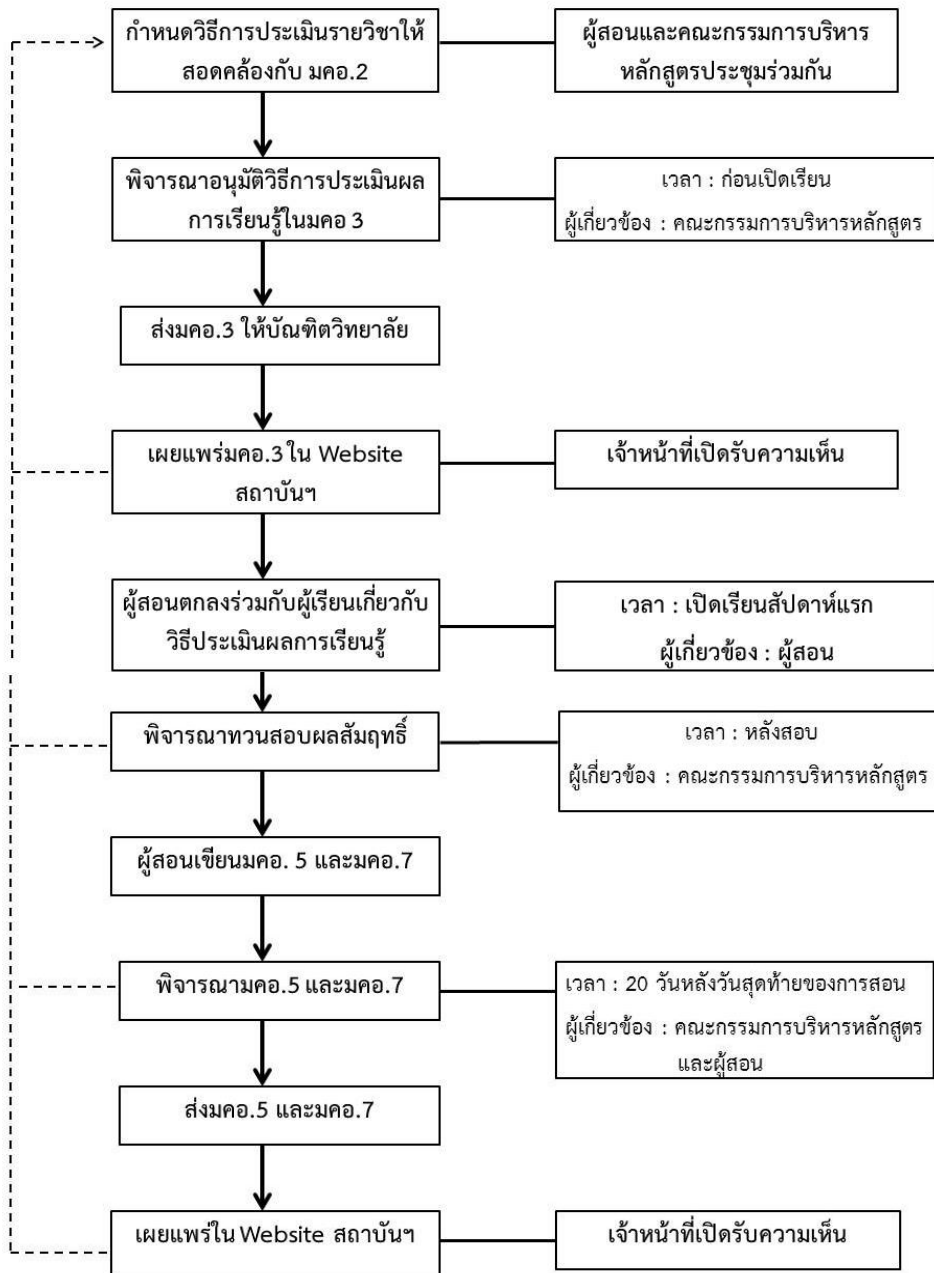 กำหนดวิธีการประเมินรายวิชาให้
สอดคล้องกับ มคอ.2
ผู้สอนและคณะกรรมการบริหาร
หลักสูตรประชุมร่วมกัน
พิจารณาอนุมัติวิธีการประเมินผล
การเรียนรู้ในมคอ 3
เวลา : ก่อนเปิดเรียน
ผู้เกี่ยวข้อง : คณะกรรมการบริหารหลักสูตร
ส่งมคอ.3 ให้บัณฑิตวิทยาลัย
เผยแพร่มคอ.3 ใน Website
สถาบันฯ
เจ้าหน้าที่เปิดรับความเห็น
ผู้สอนตกลงร่วมกับผู้เรียนเกี่ยวกับ
วิธีประเมินผลการเรียนรู้
เวลา : เปิดเรียนสัปดาห์แรก
ผู้เกี่ยวข้อง : ผู้สอน
พิจารณาทวนสอบผลสัมฤทธิ์
เวลา : หลังสอบ
ผู้เกี่ยวข้อง : คณะกรรมการบริหารหลักสูตร
ผู้สอนเขียนมคอ. 5 และมคอ.7
พิจารณามคอ.5 และมคอ.7
เวลา : 20 วันหลังวันสุดท้ายของการสอน
ผู้เกี่ยวข้อง : คณะกรรมการบริหารหลักสูตร
และผู้สอน
ส่งมคอ.5 และมคอ.7
เผยแพร่ใน Website สถาบันฯ
เจ้าหน้าที่เปิดรับความเห็น